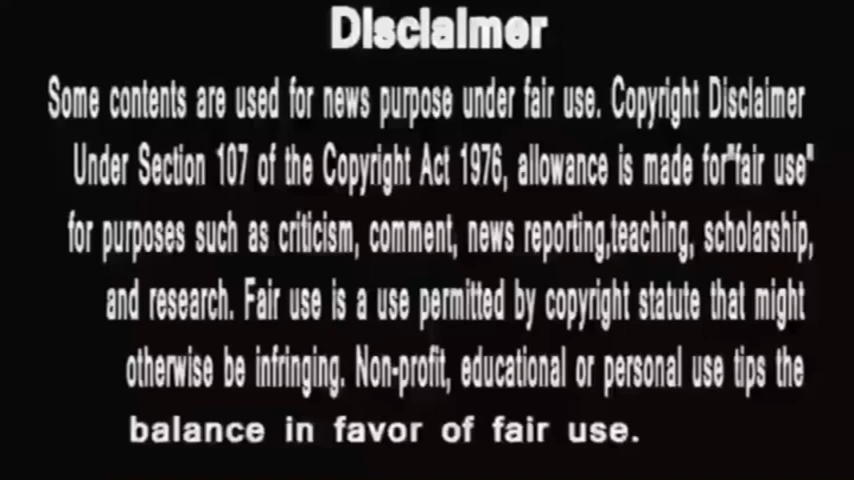 Disclaimer
Some contents are used for news purpose under fair use. Copyright Disclaimer
Under Section 107 of the Copyright Act 1976, allowance is made for"fair use"
for purposes such as criticism, comment, news reporting,teaching, scholarship,
and research. Fair use is a use permitted by copyright statute that might
otherwise be infringing. Non-profit, educational or personal use tips the
balance in favor of fair use.